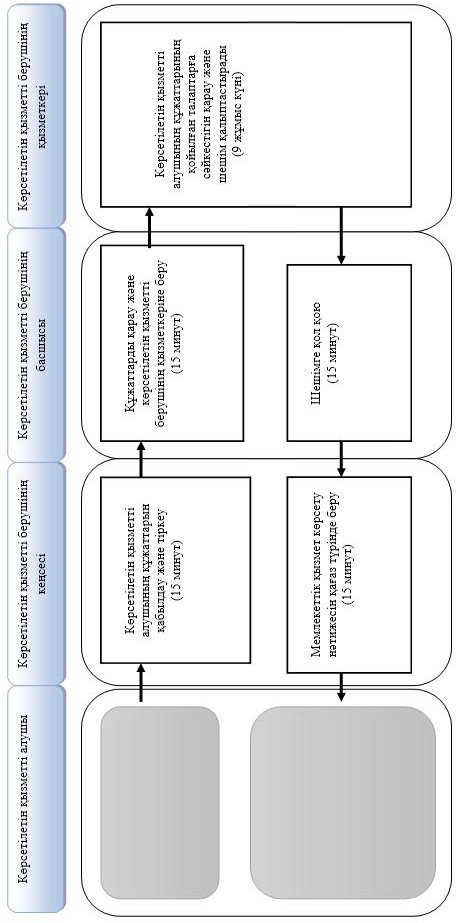 Көрсетілетін қызметті алушы
Көрсетілетін қызметті берушінің
кеңсесі
Көрсетілетін қызметті берушінің
басшысы
Көрсетілетін қызметті берушінің
қызметкері
Көрсетілетін қызметті
алушының құжаттарын
қабылдау және тіркеу
(15 минут)
Құжаттарды қарау және
көрсетілетін қызметті
берушінің қызметкеріне беру
(15 минут)
Көрсетілетін қызметті
алушының құжаттарының
қойылған талаптарға
сәйкестігін қарау және
шешім қалыптастырады
(9 жұмыс күні)
Шешімге қол қою
(15 минут)
Мемлекеттік қызмет көрсету
нәтижесін қағаз түрінде беру
(15 минут)